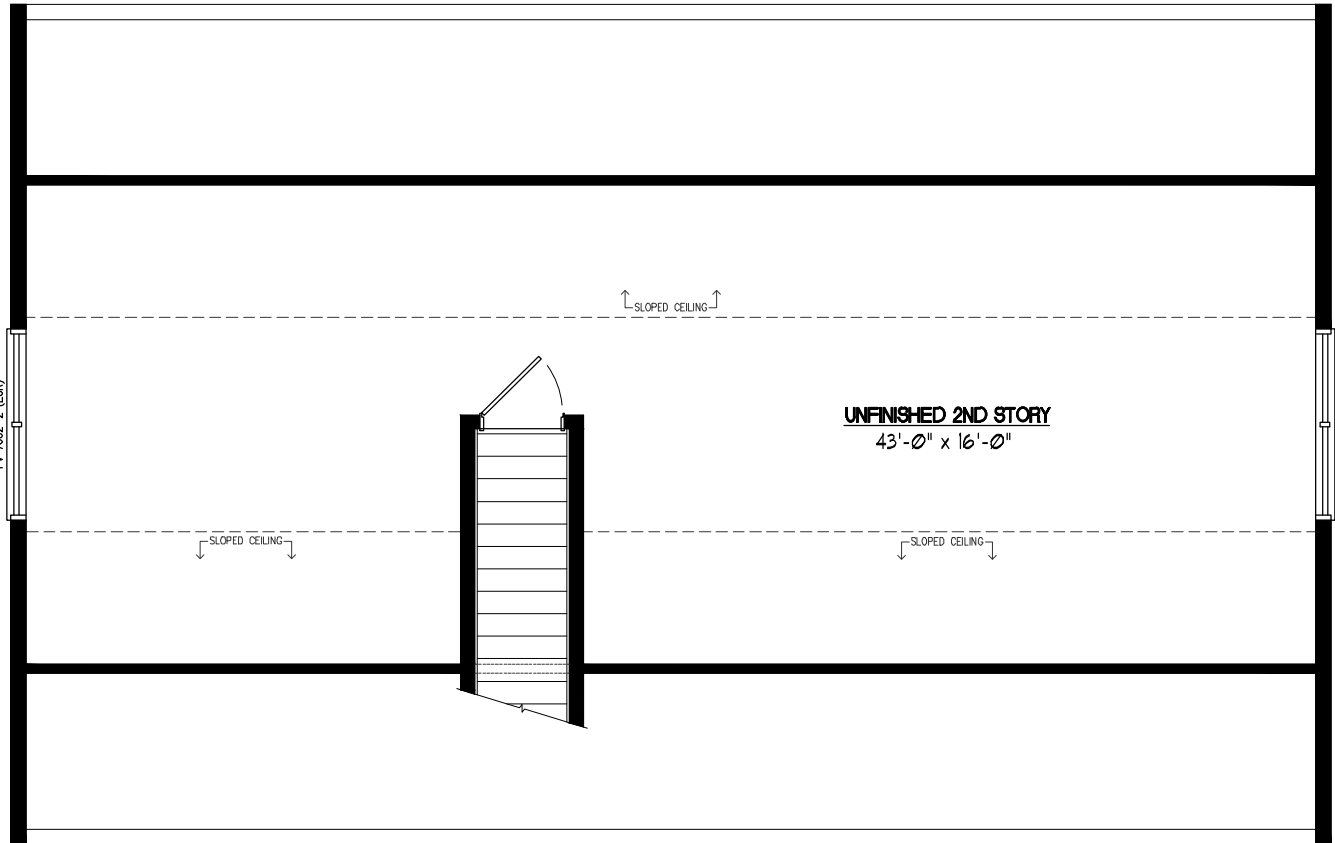 SLOPED CEILING
UNFINISHED 2ND STORY
43'-0" x 16'-0"
SLOPED CEILING
SLOPED CEILING